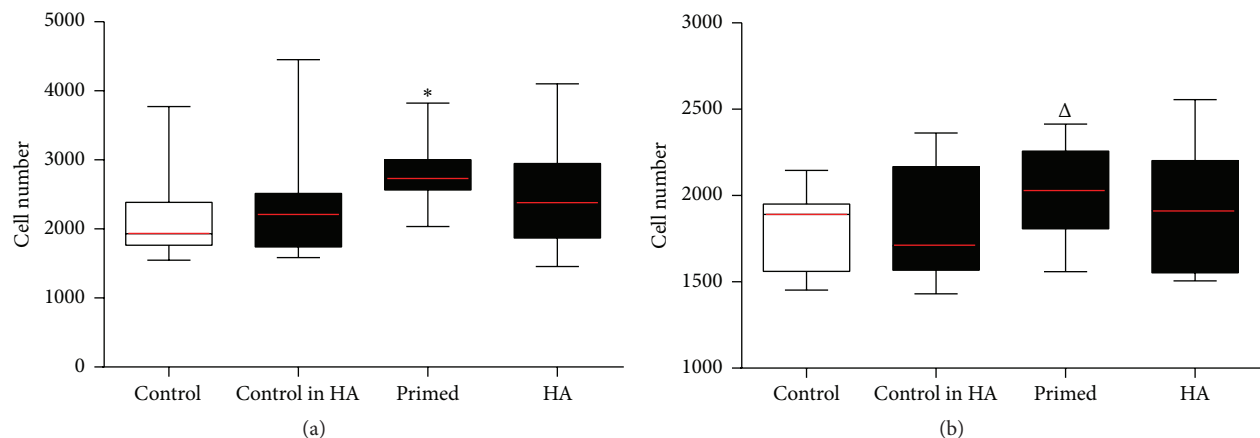 5000
4000
3000
2000
1000
0
Cell number
*
Control
Control in HA
Primed
HA
(a)
3000
2500
2000
1500
1000
Cell number
Δ
Control
Control in HA
Primed
HA
(b)